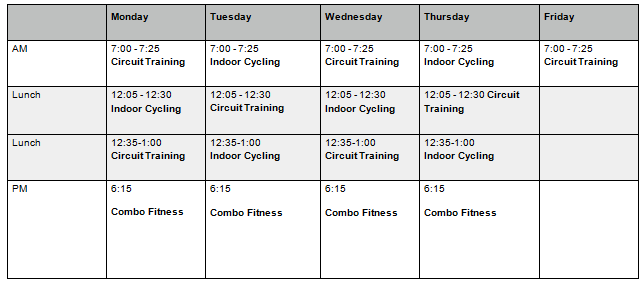 Monday Tuesday Wednesday Thursday Friday
AM 7:00 - 7:25 7:00 - 7:25 7:00 - 7:25 7:00 - 7:25 7:00 - 7:25
Circuit Training Indoor Cycling Circuit Training Indoor Cycling Circuit Training
Lunch 12:05 - 12:30 12:05 - 12:30 12:05 - 12:30 12:05 - 12:30 Circuit
Indoor Cycling Circuit Training Indoor Cycling Training
Lunch 12:35-1:00 12:35-1:00 12:35-1:00 12:35-1:00
Circuit Training Indoor Cycling Circuit Training Indoor Cycling
PM 6:15 6:15 6:15 6:15
Combo Fitness Combo Fitness Combo Fitness Combo Fitness